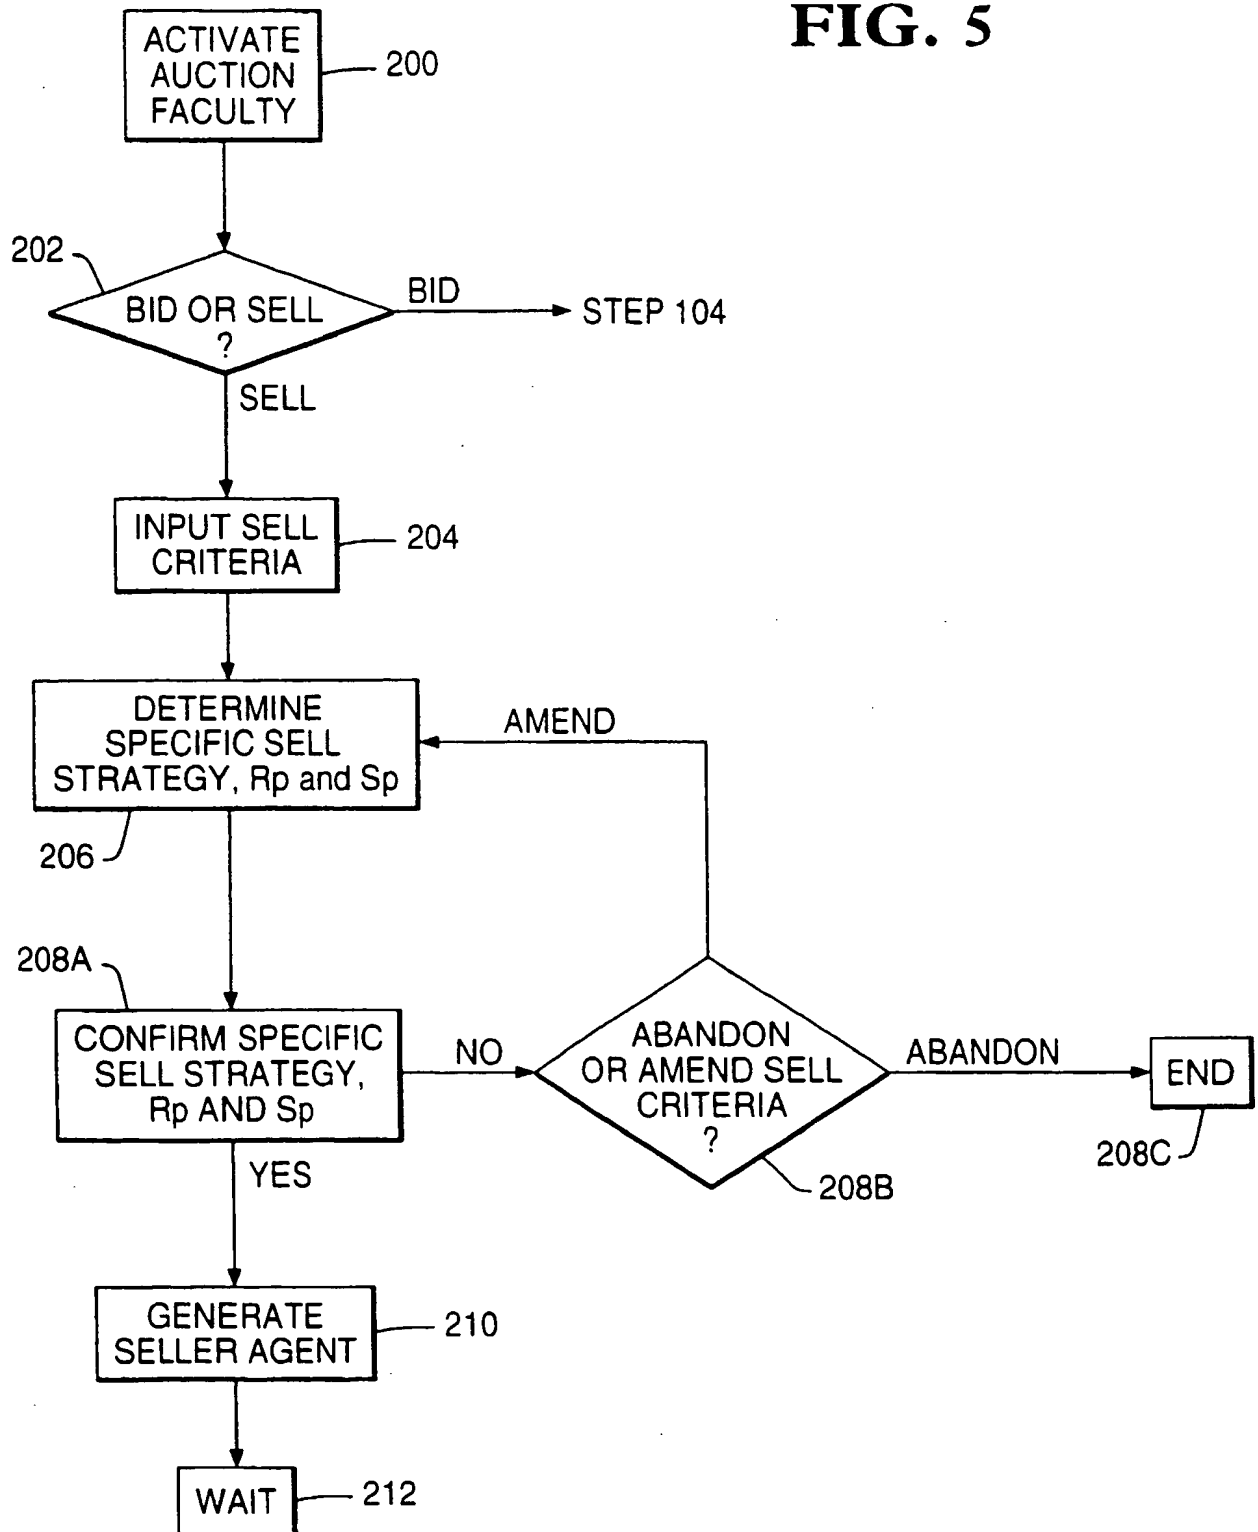 FIG. 5
ACTIVATE
AUCTION
FACULTY
200
202
BID OR SELL
?
BID
STEP 104
SELL
INPUT SELL
CRITERIA
204
DETERMINE
SPECIFIC SELL
STRATEGY, Rp and Sp
AMEND
206
208A
CONFIRM SPECIFIC
SELL STRATEGY,
Rp AND Sp
NO
ABANDON
OR AMEND SELL
CRITERIA
?
ABANDON
END
208C
208B
YES
GENERATE
SELLER AGENT
210
WAIT
212